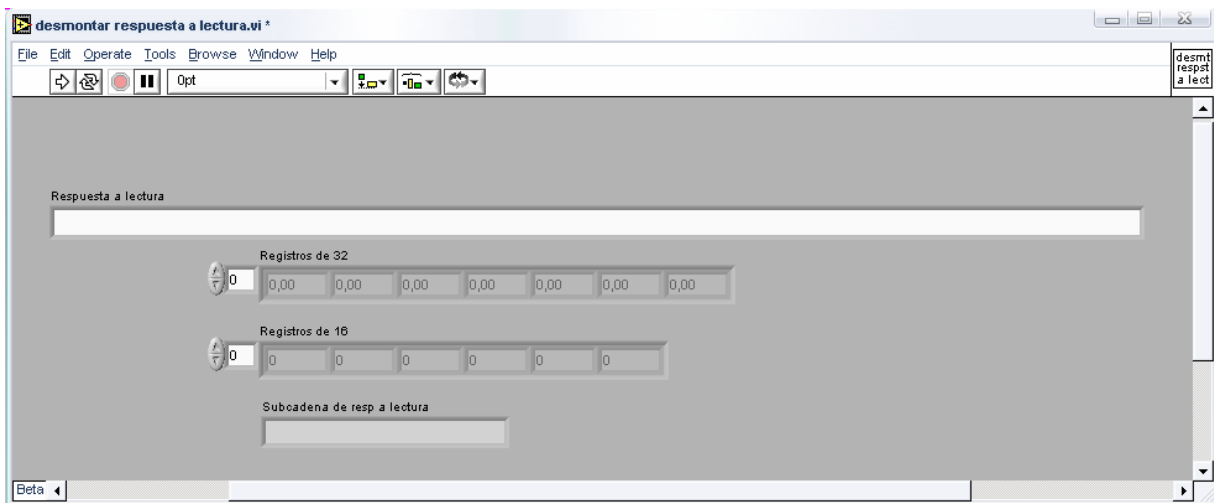 desmontar respuesta a lectura.vi *
File Edit Operate Tools Browse Window Help
Opt
desmt
respst
a lect
Respuesta a lectura
Registros de 32
0 0,00 0,00 0,00 0,00 0,00 0,00 0,00
Registros de 16
0 0 0 0 0 0 0
Subcadena de resp a lectura
Beta